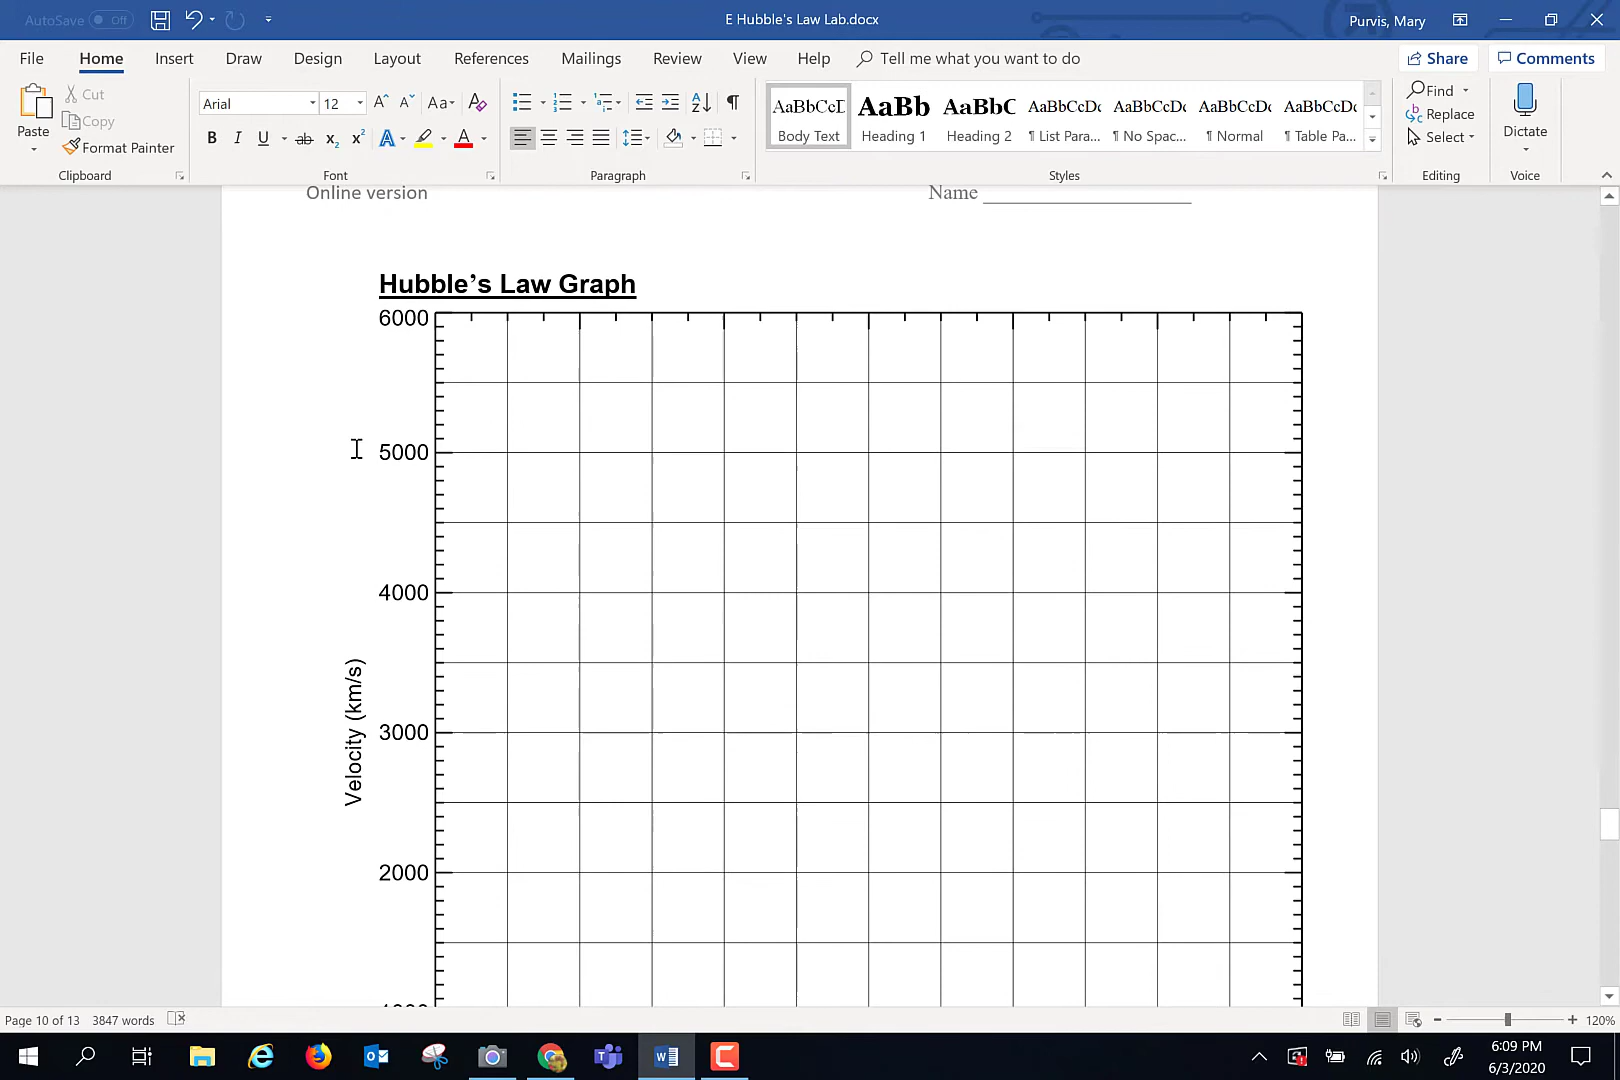 AutoSave Off
E Hubble's Law Lab.docx
Purvis, Mary
File Home Insert Draw Design Layout References Mailings Review View Help Tell me what you want to do
Share Comments
Paste
Cut
Copy
Format Painter
Clipboard
Arial 12
Font
Paragraph
AaBbCcD AaBb AaBbC AaBbCcDc AaBbCcDc AaBbCcDc AaBbCcDc
Body Text Heading 1 Heading 2 ¶ List Para... ¶ No Spac... ¶ Normal ¶ Table Pa...
Styles
Find
Replace
Select
Editing
Dictate
Voice
Online version
Name
Hubble’s Law Graph
6000
5000
4000
3000
2000
Velocity (km/s)
Page 10 of 13 3847 words
120%
6:09 PM
6/3/2020